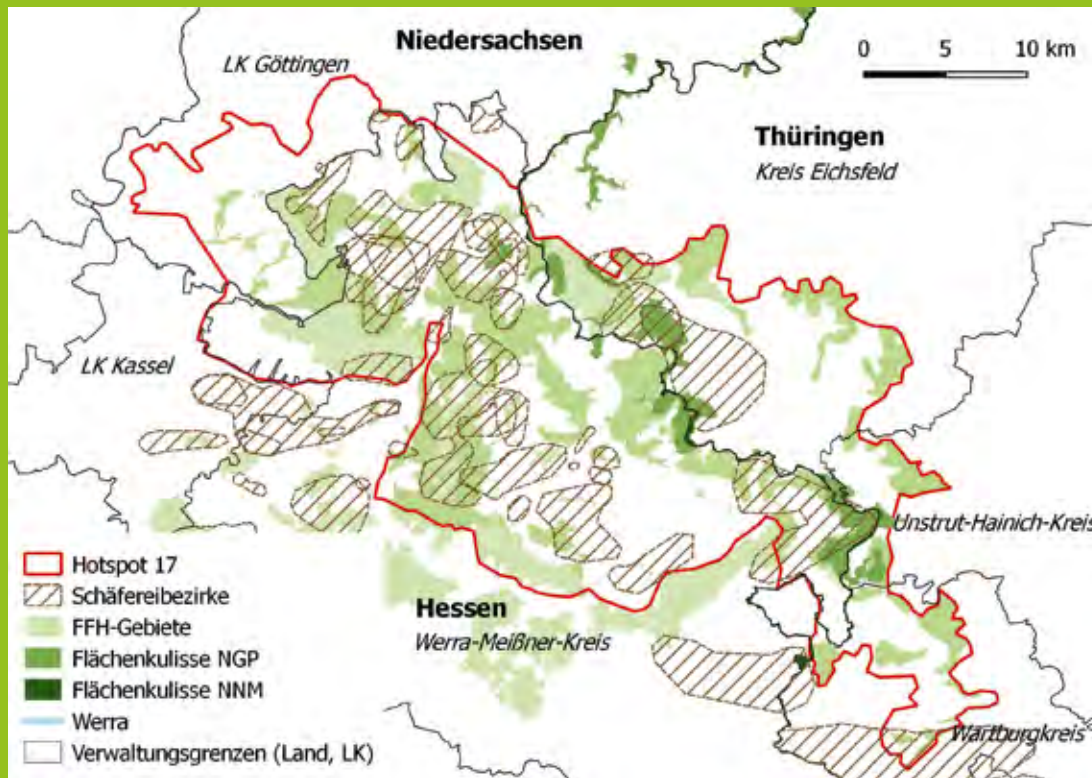 Niedersachsen
LK Göttingen
0 5 10 km
Thüringen
Kreis Eichsfeld
LK Kassel
Unstrut-Hainich-Kreis
Hessen
Werra-Meißner-Kreis
Wartburgkreis
Hotspot 17
Schäfereibezirke
FFH-Gebiete
Flächenkulisse NGP
Flächenkulisse NNM
Werra
Verwaltungsgrenzen (Land, LK)